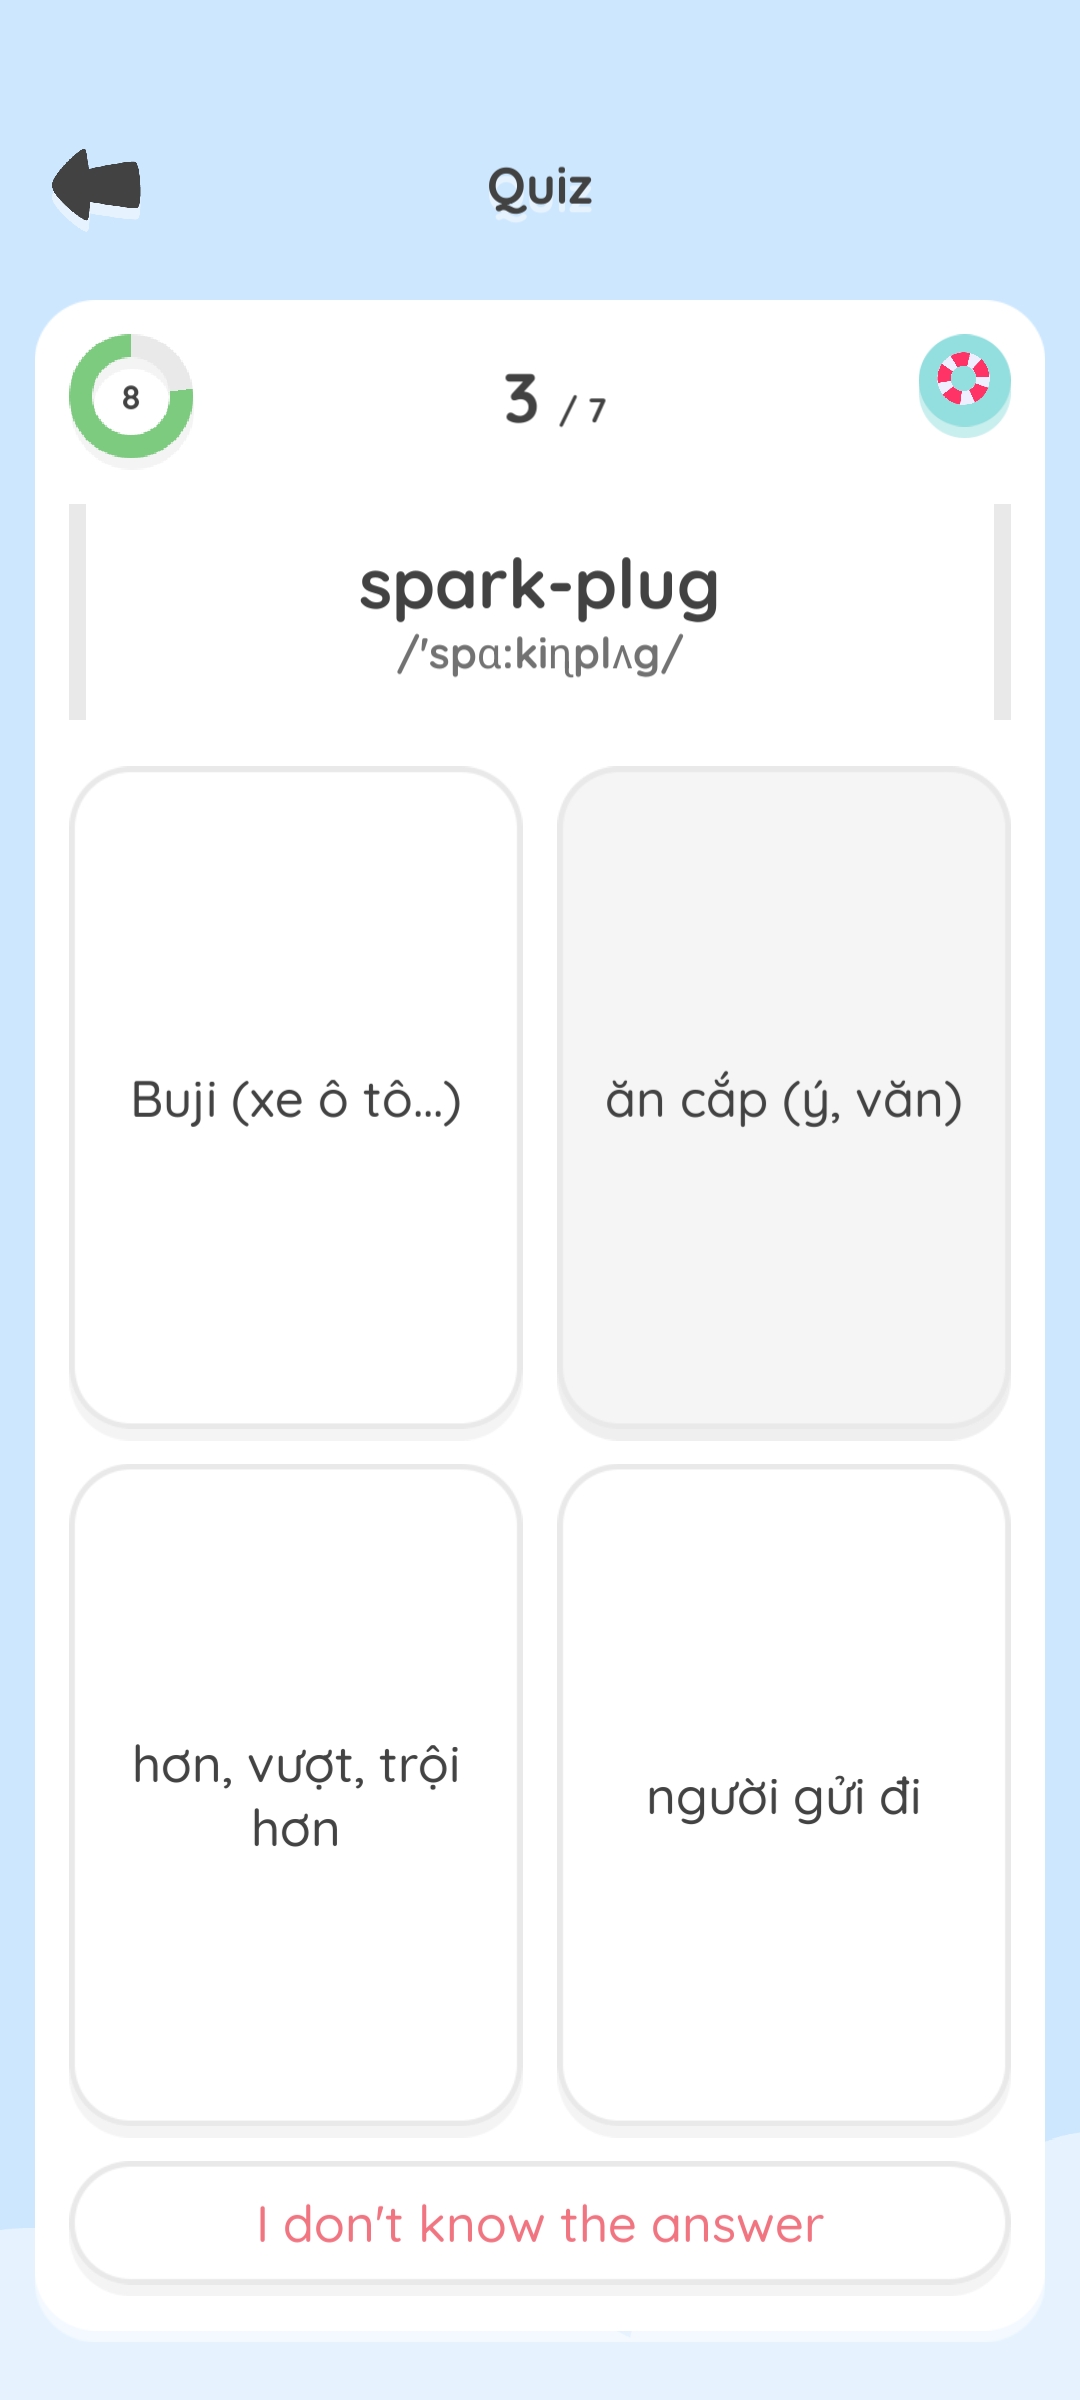 Quiz
8
3 / 7
spark-plug
/'spɑ:kiɳplʌg/
Buji (xe ô tô...)
ăn cắp (ý, văn)
hơn, vượt, trội
hơn
người gửi đi
I don't know the answer